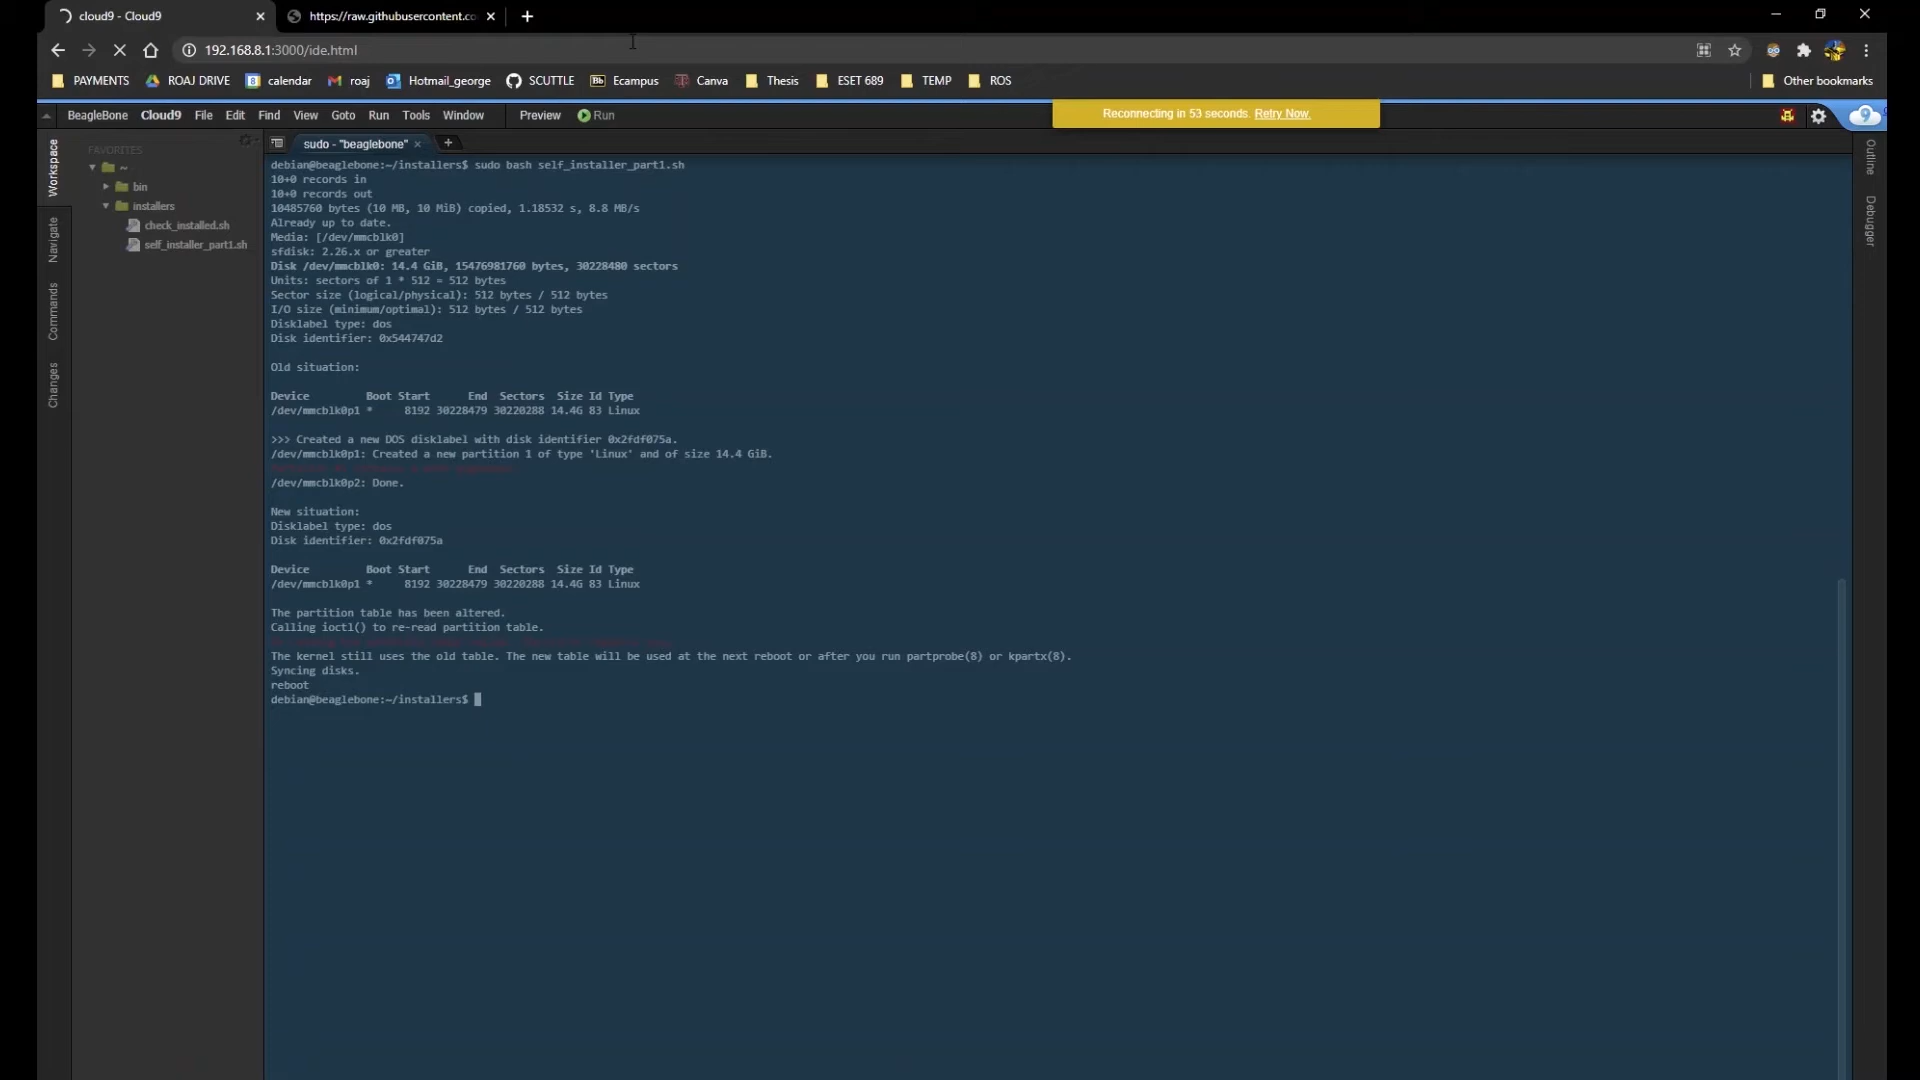 cloud9 - Cloud9
https://raw.githubusercontent.co
192.168.8.1:3000/ide.html
PAYMENTS ROAJ DRIVE calendar roaj Hotmail_george SCUTTLE Ecampus Canva Thesis ESET 689 TEMP ROS Other bookmarks
BeagleBone Cloud9 File Edit Find View Goto Run Tools Window Preview Run
Reconnecting in 53 seconds. Retry Now.
Workspace
Navigate
Commands
Changes
FAVORITES
~
bin
installers
check_installed.sh
self_installer_part1.sh
sudo - "beaglebone"
debian@beaglebone:~/installers$ sudo bash self_installer_part1.sh
10+0 records in
10+0 records out
10485760 bytes (10 MB, 10 MiB) copied, 1.18532 s, 8.8 MB/s
Already up to date.
Media: [/dev/mmcblk0]
sfdisk: 2.26.x or greater
Disk /dev/mmcblk0: 14.4 GiB, 15476981760 bytes, 30228480 sectors
Units: sectors of 1 * 512 = 512 bytes
Sector size (logical/physical): 512 bytes / 512 bytes
I/O size (minimum/optimal): 512 bytes / 512 bytes
Disklabel type: dos
Disk identifier: 0x544747d2
Old situation:
Device Boot Start End Sectors Size Id Type
/dev/mmcblk0p1 * 8192 30228479 30220288 14.4G 83 Linux
>>> Created a new DOS disklabel with disk identifier 0x2fdf075a.
/dev/mmcblk0p1: Created a new partition 1 of type 'Linux' and of size 14.4 GiB.
/dev/mmcblk0p2: Done.
New situation:
Disklabel type: dos
Disk identifier: 0x2fdf075a
Device Boot Start End Sectors Size Id Type
/dev/mmcblk0p1 * 8192 30228479 30220288 14.4G 83 Linux
The partition table has been altered.
Calling ioctl() to re-read partition table.
The kernel still uses the old table. The new table will be used at the next reboot or after you run partprobe(8) or kpartx(8).
Syncing disks.
reboot
debian@beaglebone:~/installers$
Outline
Debugger